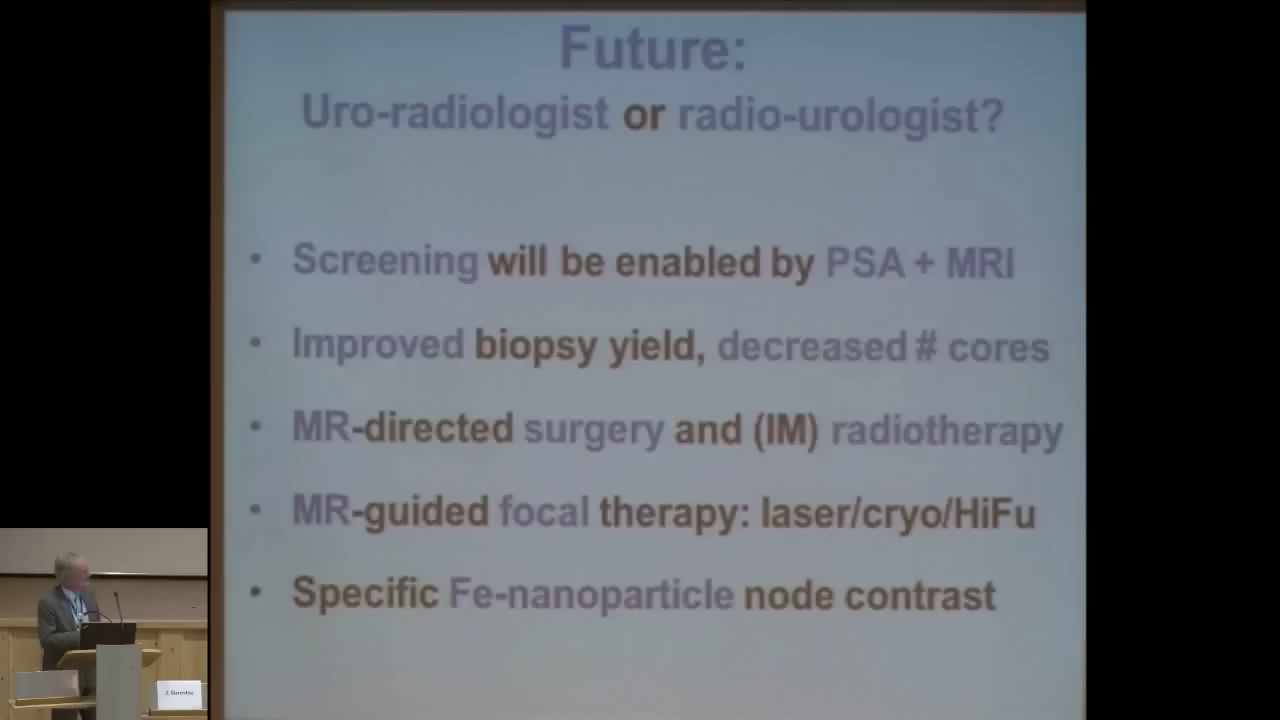 Future:
Uro-radiologist or radio-urologist?
• Screening will be enabled by PSA + MRI
• Improved biopsy yield, decreased # cores
• MR-directed surgery and (IM) radiotherapy
• MR-guided focal therapy: laser/cryo/HiFu
• Specific Fe-nanoparticle node contrast